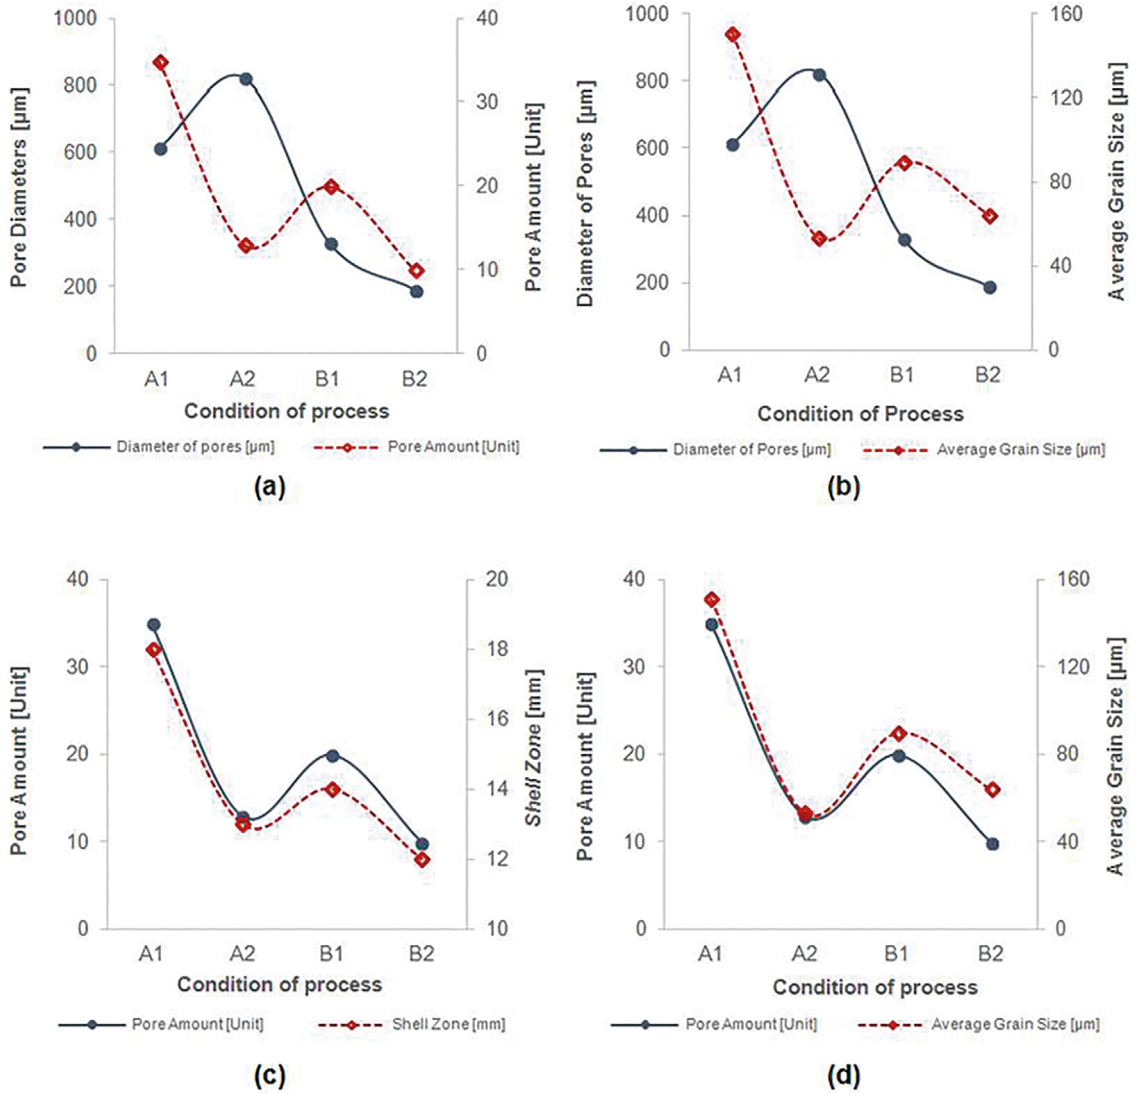 1000
800
600
400
200
0
Pore Diameters [µm]
40
30
20
10
0
Pore Amount [Unit]
A1 A2 B1 B2
Condition of process
Diameter of pores [µm] Pore Amount [Unit]
(a)
1000
800
600
400
200
0
Diameter of Pores [µm]
160
120
80
40
0
Average Grain Size [µm]
A1 A2 B1 B2
Condition of Process
Diameter of Pores [µm] Average Grain Size [µm]
(b)
40
30
20
10
0
Pore Amount [Unit]
20
18
16
14
12
10
Shell Zone [mm]
A1 A2 B1 B2
Condition of process
Pore Amount [Unit] Shell Zone [mm]
(c)
40
30
20
10
0
Pore Amount [Unit]
160
120
80
40
0
Average Grain Size [µm]
A1 A2 B1 B2
Condition of process
Pore Amount [Unit] Average Grain Size [µm]
(d)